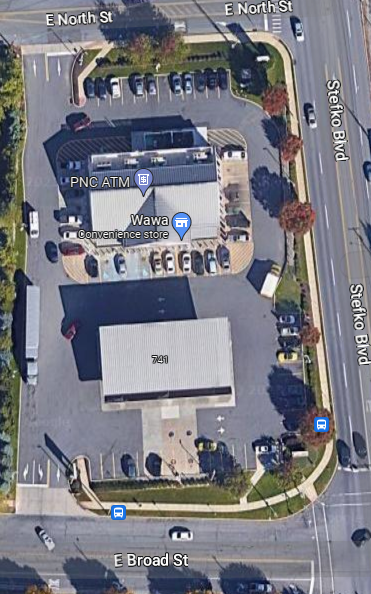 E North St
E North St
Stefko Blvd
PNC ATM
Wawa
Convenience store
Stefko Blvd
741
E Broad St